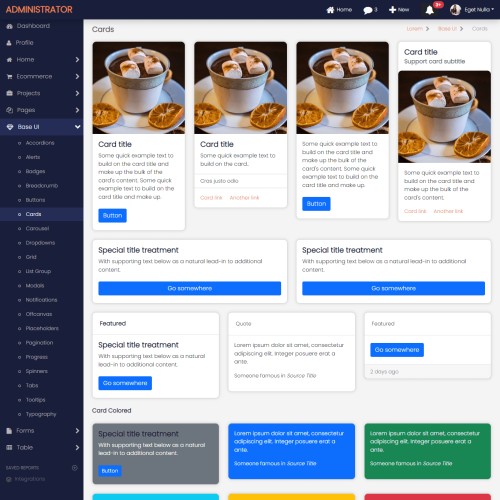 ADMINISTRATOR
Home
3
New
9+
Eget Nulla
Dashboard
Profile
Home
Ecommerce
Projects
Pages
Base UI
Accordions
Alerts
Badges
Breadcrumb
Buttons
Cards
Carousel
Dropdowns
Grid
List Group
Modals
Notifications
Offcanvas
Placeholders
Pagination
Progress
Spinners
Tabs
Tooltips
Typography
Forms
Table
SAVED REPORTS
Integrations
Cards
Lorem
Base UI
Cards
Card title
Some quick example text to
build on the card title and
make up the bulk of the
card's content. Some quick
example text to build on the
card title and make up
Button
Card title
Some quick example text to
build on the card..
Cras justo odio
Card link Another link
Some quick example text to
build on the card title and
make up the bulk of the
card's content. Some quick
example text to build on the
card title and make up.
Button
Card title
Support card subtitle
Some quick example text to
build on the card title and
make up the bulk of the
card's content.
Card link Another link
Special title treatment
With supporting text below as a natural lead-in to additional
content.
Go somewhere
Special title treatment
With supporting text below as a natural lead-in to additional
content.
Go somewhere
Featured
Special title treatment
With supporting text below as a natural
lead-in to additional content.
Go somewhere
Quote
Lorem ipsum dolor sit amet, consectetur
adipiscing elit. Integer posuere erat a
ante.
Someone famous in Source Title
Featured
Go somewhere
2 days ago
Card Colored
Special title treatment
With supporting text below as a natural
lead-in to additional content.
Button
Lorem ipsum dolor sit amet, consectetur
adipiscing elit. Integer posuere erat a
ante.
Someone famous in Source Title
Lorem ipsum dolor sit amet, consectetur
adipiscing elit. Integer posuere erat a
ante.
Someone famous in Source Title